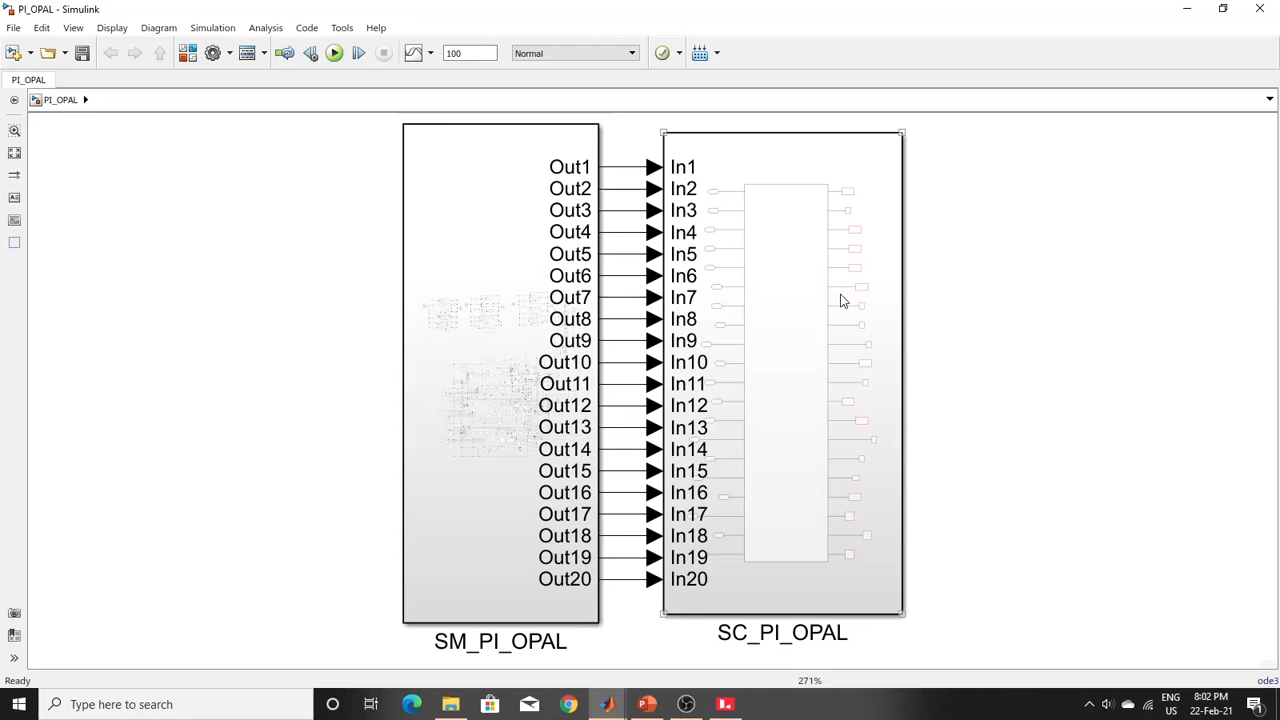 PI_OPAL - Simulink
File Edit View Display Diagram Simulation Analysis Code Tools Help
100 Normal
PI_OPAL
PI_OPAL
Out1 In1
Out2 In2
Out3 In3
Out4 In4
Out5 In5
Out6 In6
Out7 In7
Out8 In8
Out9 In9
Out10 In10
Out11 In11
Out12 In12
Out13 In13
Out14 In14
Out15 In15
Out16 In16
Out17 In17
Out18 In18
Out19 In19
Out20 In20
SM_PI_OPAL SC_PI_OPAL
Ready 271% ode3
Type here to search
ENG 8:02 PM
US 22-Feb-21 1